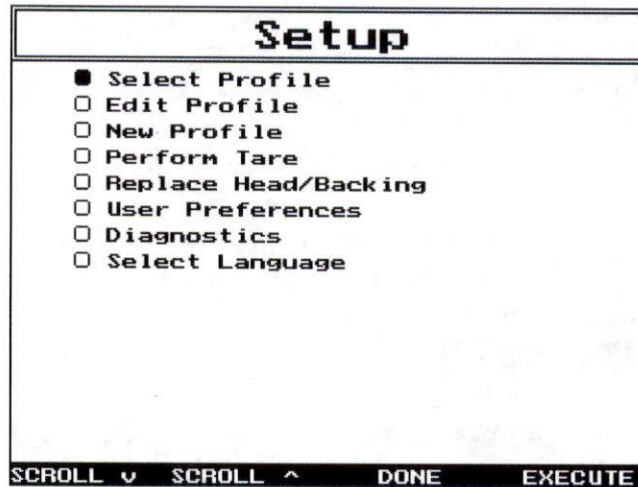 Setup
Select Profile
Edit Profile
New Profile
Perform Tare
Replace Head/Backing
User Preferences
Diagnostics
Select Language
SCROLL v SCROLL ^ DONE EXECUTE